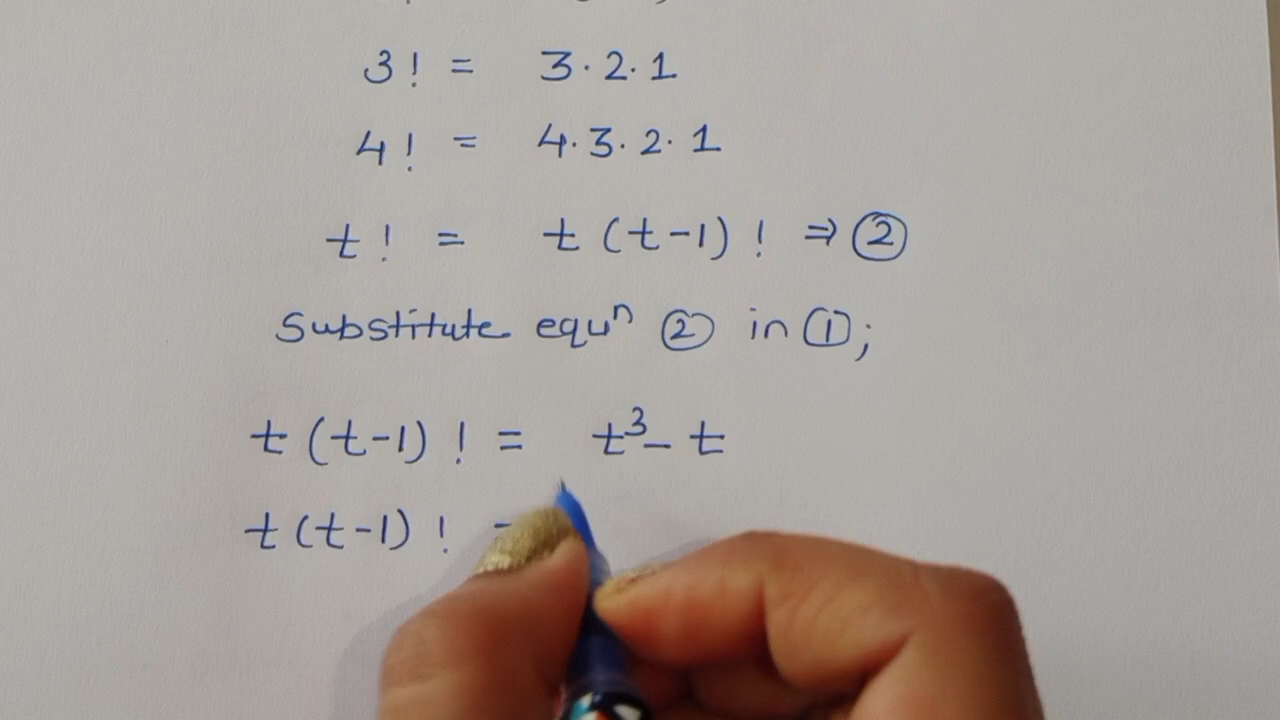 3! = 3·2·1
4! = 4·3·2·1
t! = t(t-1)! ⇒ ②
Substitute equⁿ ② in ①;
t(t-1)! = t³- t
t(t-1)! =